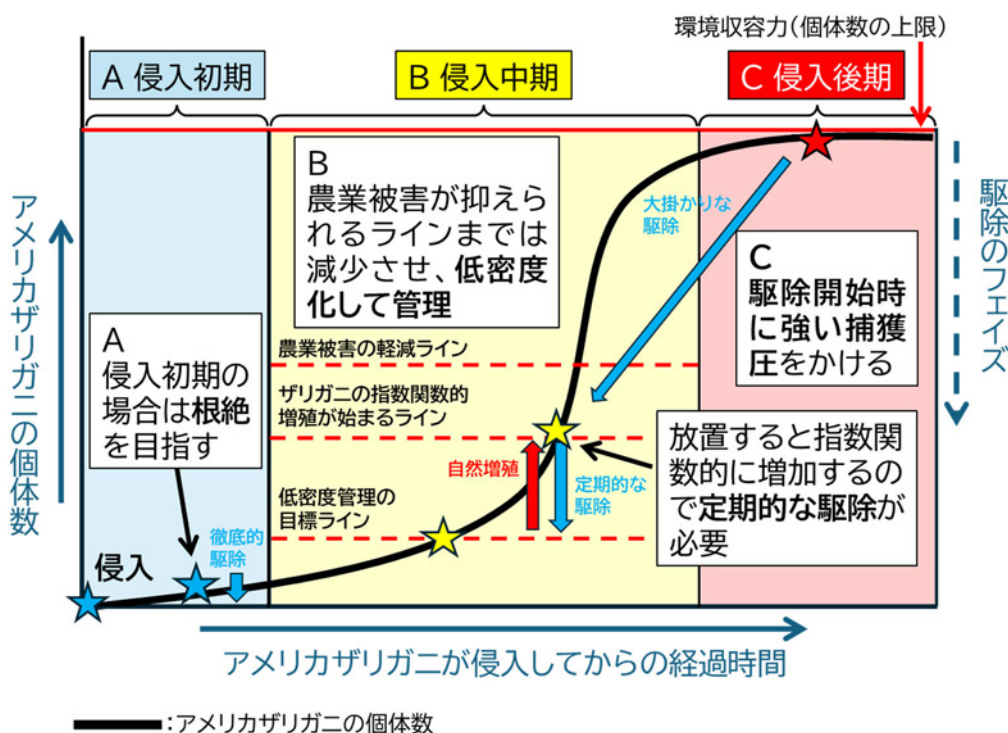 環境収容力(個体数の上限)
A 侵入初期
B 侵入中期
C 侵入後期
アメリカザリガニの個体数
駆除のフェイズ
B
農業被害が抑えら
れるラインまでは
減少させ、低密度
化して管理
大掛かりな
駆除
C
駆除開始時
に強い捕獲
圧をかける
A
侵入初期の
場合は根絶
を目指す
農業被害の軽減ライン
ザリガニの指数関数的
増殖が始まるライン
自然増殖
定期的な
駆除
放置すると指数関
数的に増加するの
で定期的な駆除が
必要
低密度管理の
目標ライン
侵入
徹底的
駆除
アメリカザリガニが侵入してからの経過時間
:アメリカザリガニの個体数